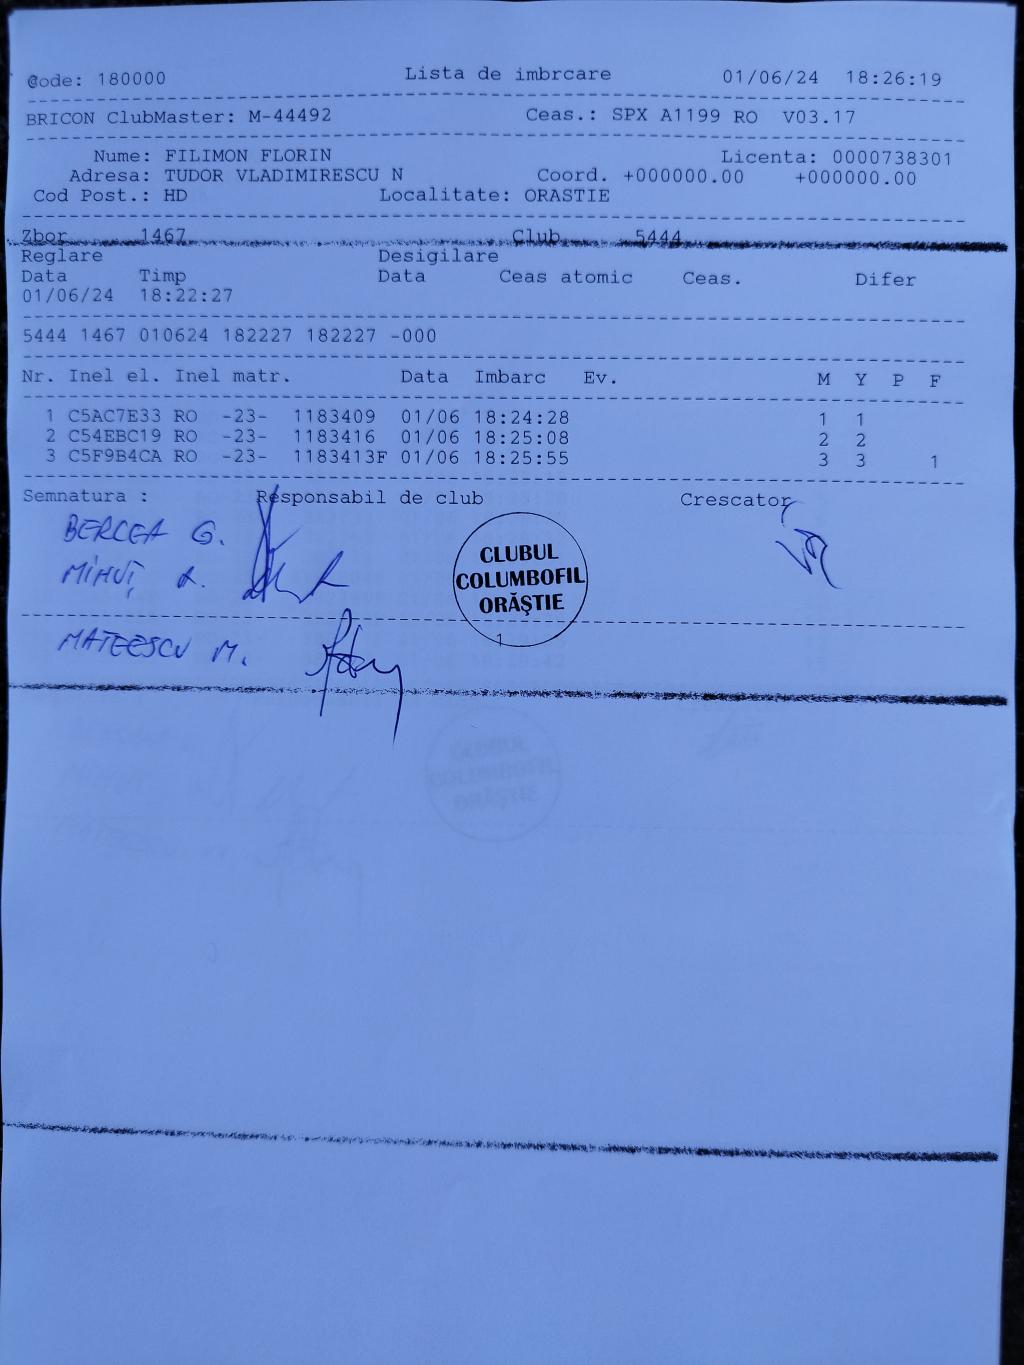 @ode: 180000 Lista de imbrcare 01/06/24 18:26:19
BRICON ClubMaster: M-44492 Ceas.: SPX A1199 RO V03.17
Nume: FILIMON FLORIN Licenta: 0000738301
Adresa: TUDOR VLADIMIRESCU N Coord. +000000.00 +000000.00
Cod Post.: HD Localitate: ORASTIE
Zbor 1467 Club 5444
Reglare Desigilare
Data Timp Data Ceas atomic Ceas. Difer
01/06/24 18:22:27
5444 1467 010624 182227 182227 -000
Nr. Inel el. Inel matr. Data Imbarc Ev. M Y P F
1 C5AC7E33 RO -23- 1183409 01/06 18:24:28 1 1
2 C54EBC19 RO -23- 1183416 01/06 18:25:08 2 2
3 C5F9B4CA RO -23- 1183413F 01/06 18:25:55 3 3 1
Semnatura : Responsabil de club Crescator
BERCEA G.
MIHUȚ A.
CLUBUL
COLUMBOFIL
ORĂŞTIE
1
MATEESCU M.